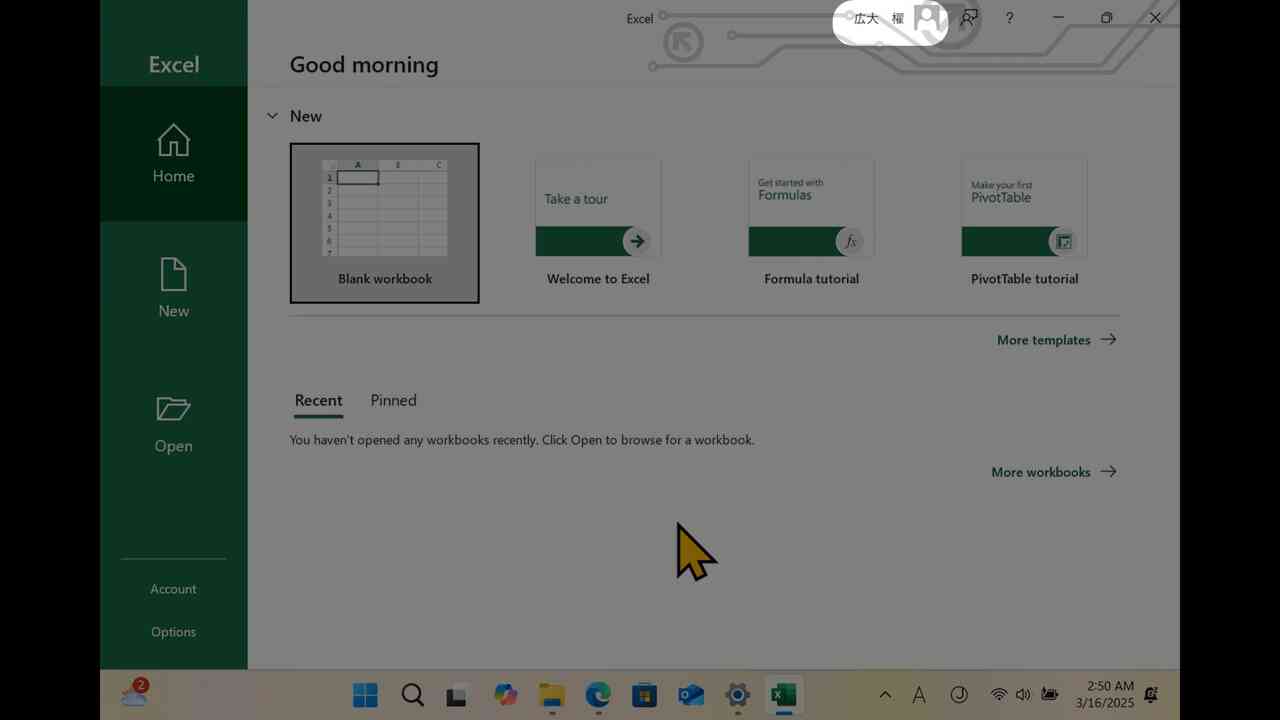 Excel
広大 権
?
Excel
Good morning
Home
New
Open
Account
Options
New
A B C
1
2
3
4
5
6
7
Blank workbook
Take a tour
Welcome to Excel
Get started with
Formulas
fx
Formula tutorial
Make your first
PivotTable
PivotTable tutorial
More templates
Recent Pinned
You haven't opened any workbooks recently. Click Open to browse for a workbook.
More workbooks
2
A
2:50 AM
3/16/2025